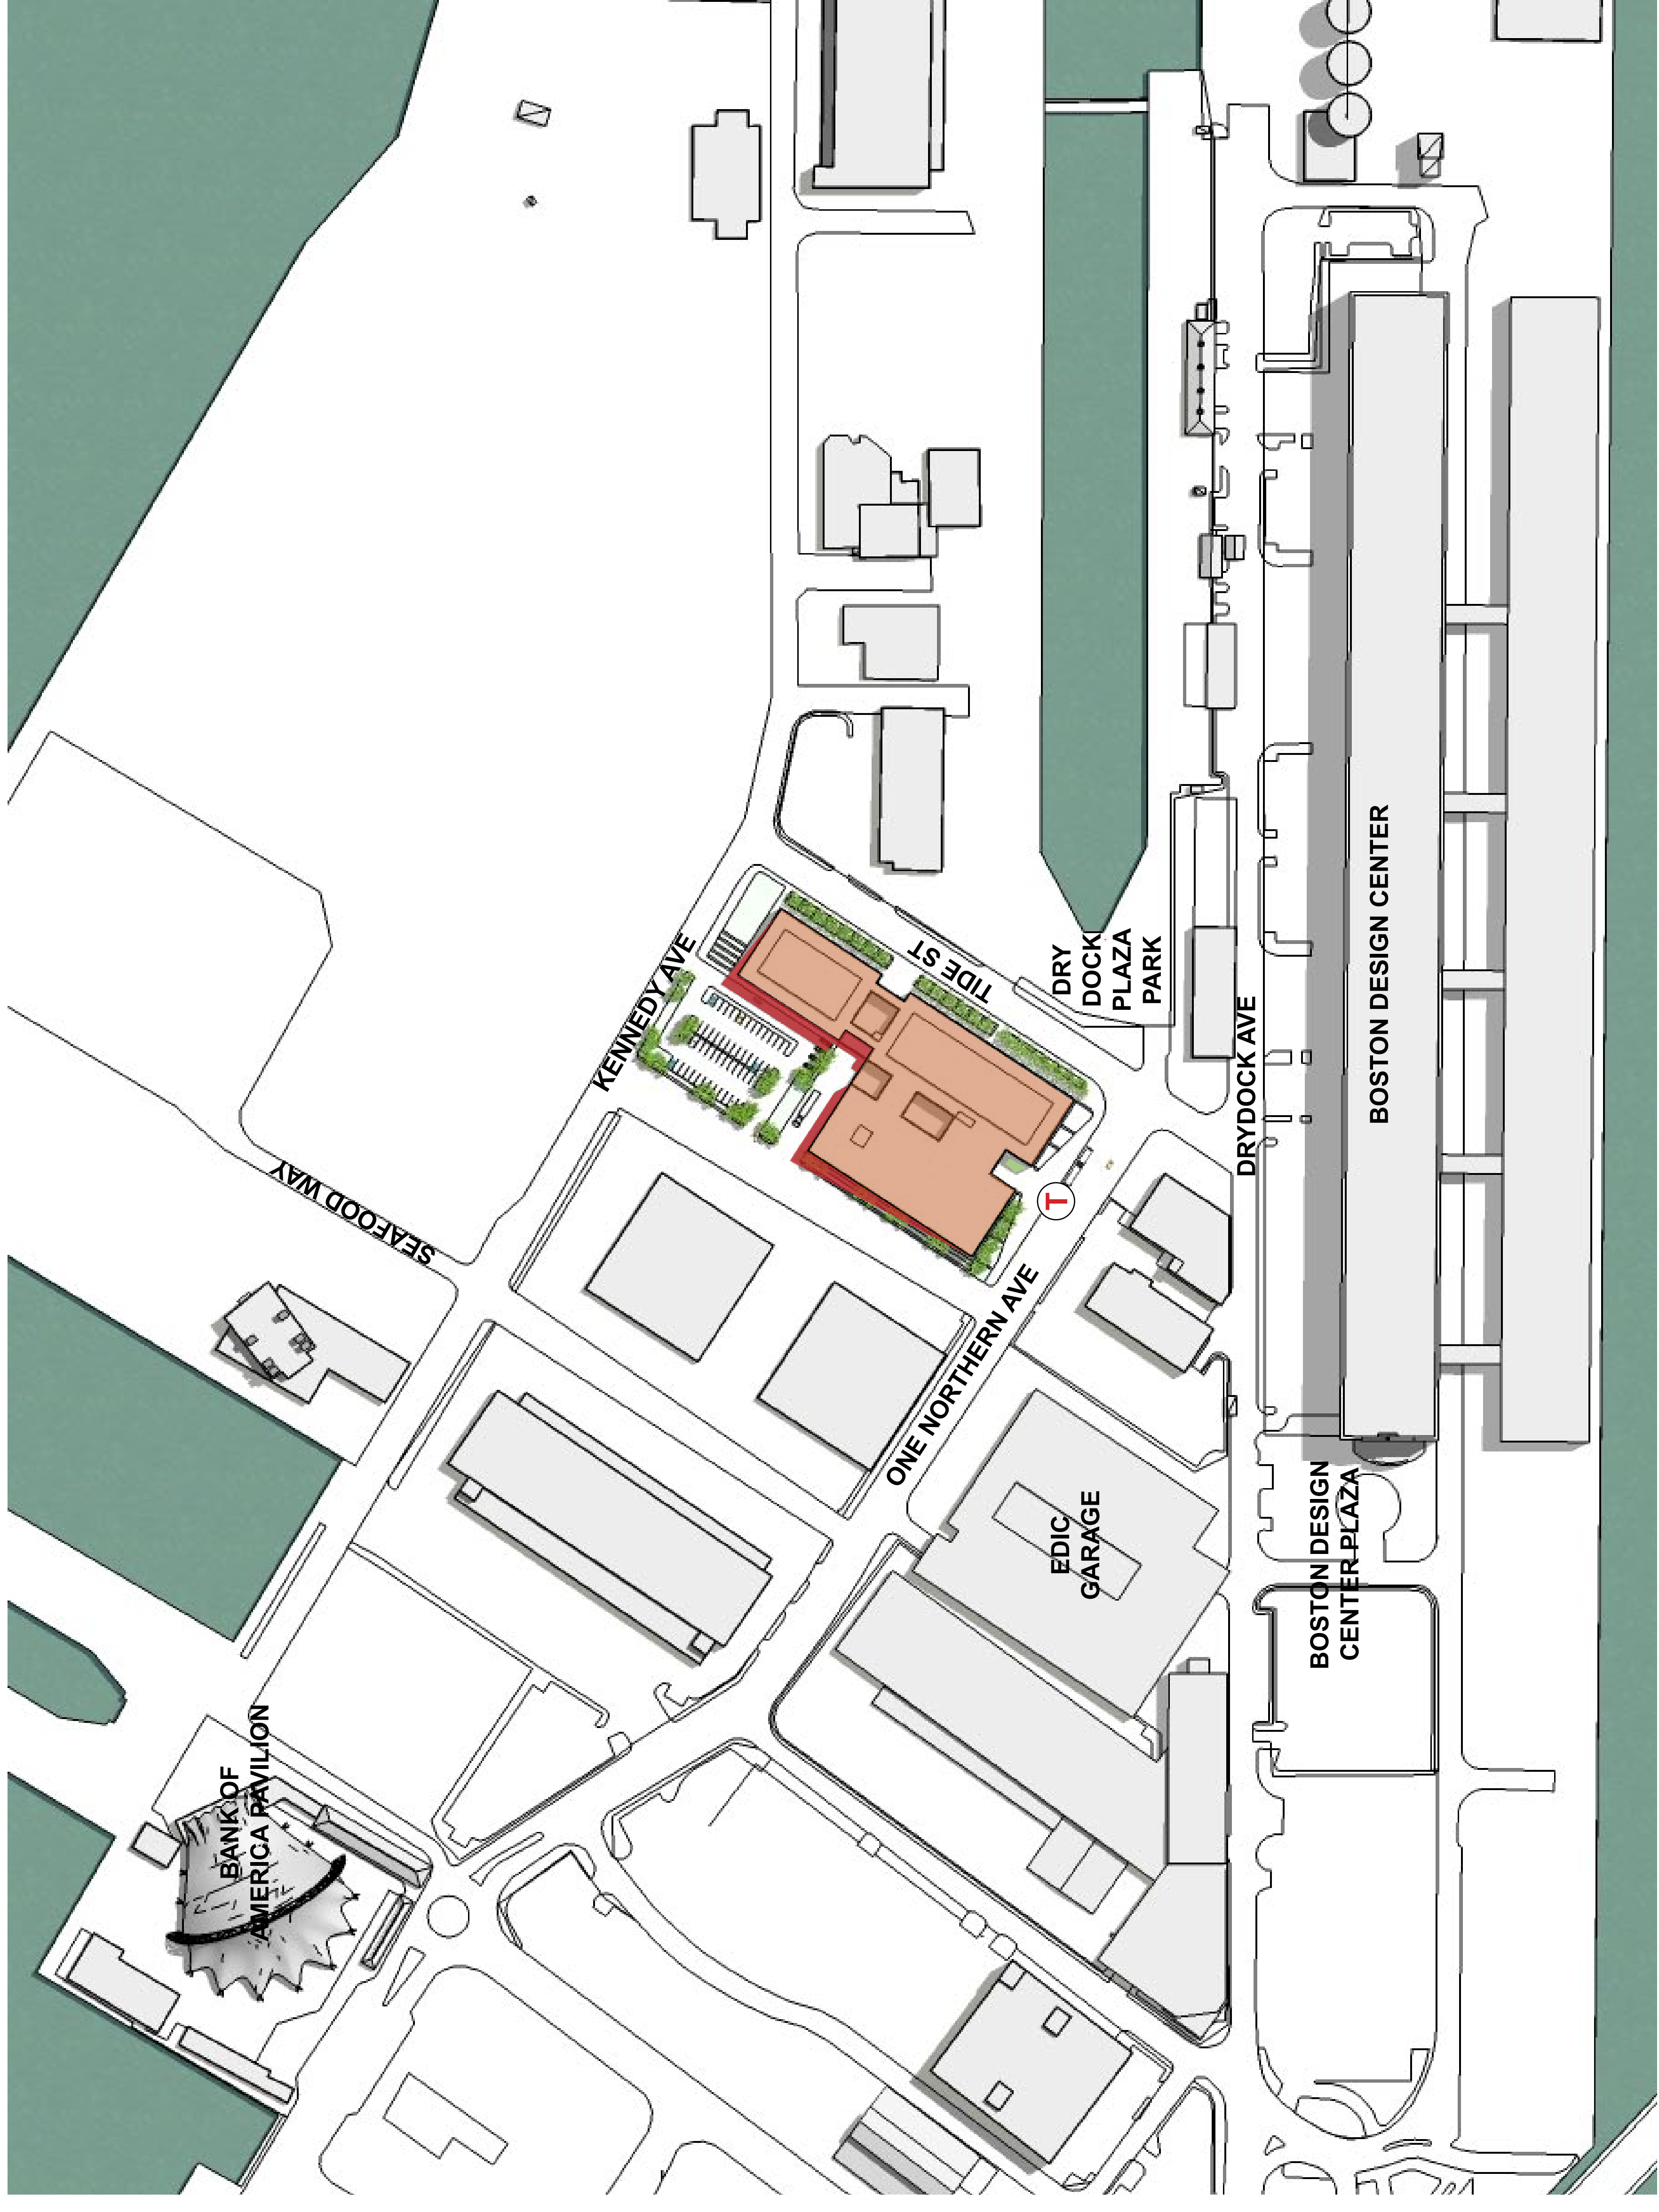 SEAFOOD WAY
KENNEDY AVE
TIDE ST
DRY
DOCK
PLAZA
PARK
DRYDOCK AVE
BOSTON DESIGN CENTER
T
ONE NORTHERN AVE
EDIC
GARAGE
BOSTON DESIGN
CENTER PLAZA
BANK OF
AMERICA PAVILION